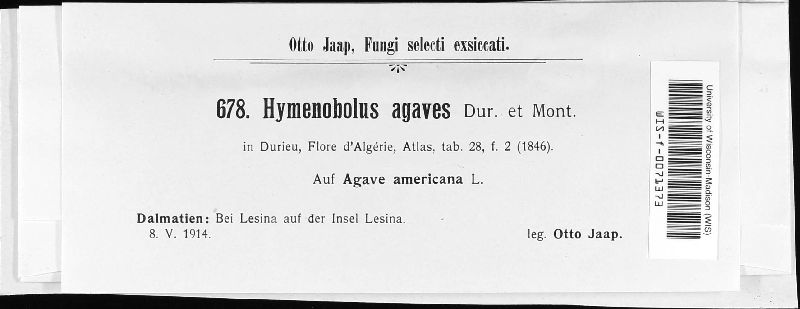 Otto Jaap, Fungi selecti exsiccati.
678. Hymenobolus agaves Dur. et Mont.
in Durieu, Flore d'Algérie, Atlas, tab. 28, f. 2 (1846).
Auf Agave americana L.
Dalmatien: Bei Lesina auf der Insel Lesina.
8. V. 1914.
leg. Otto Jaap.
University of Wisconsin-Madison (WIS)
WIS-f-0071373